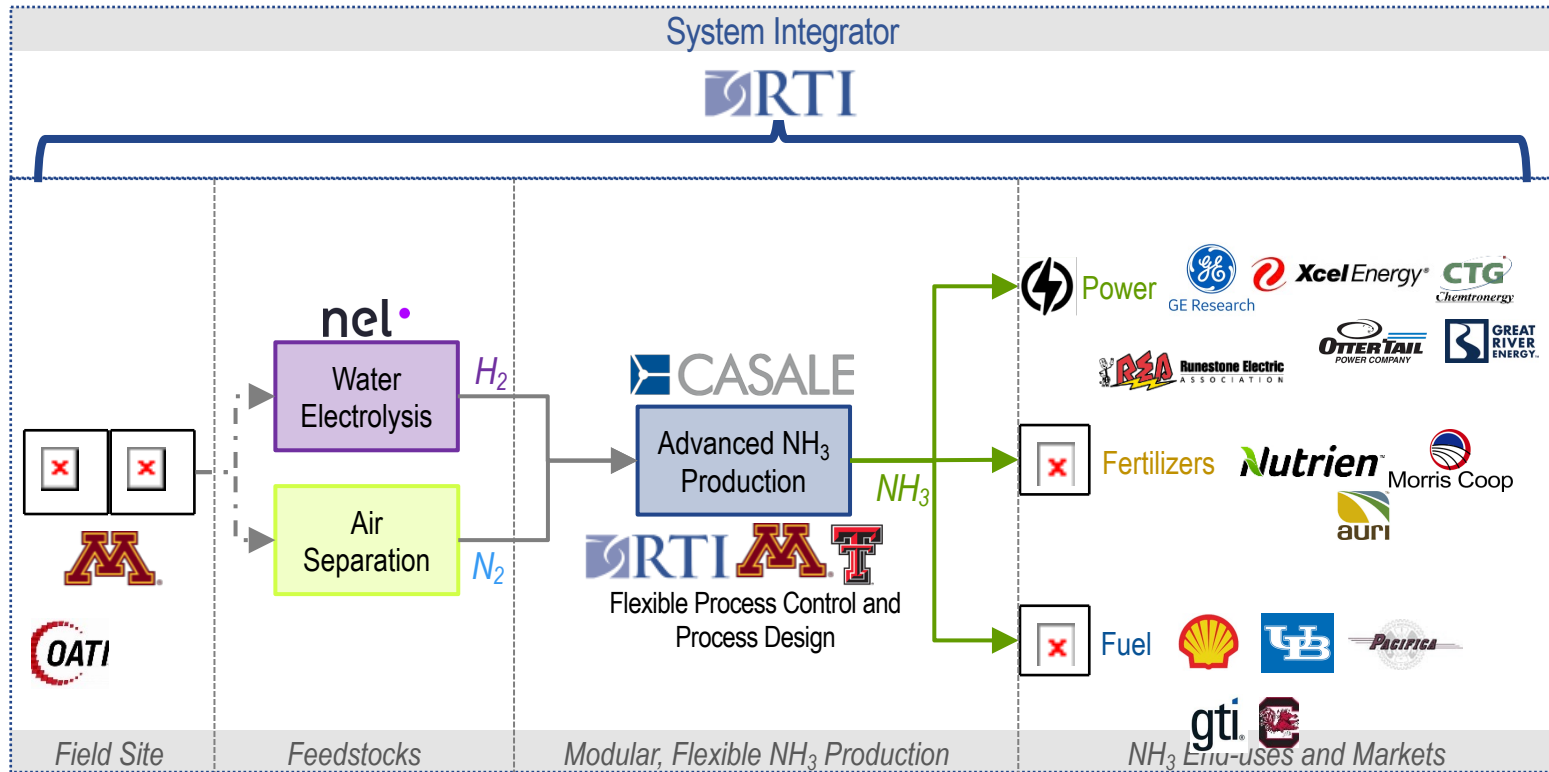 System Integrator
RTI
nel
Water
Electrolysis
H2
Air
Separation
N2
M
OATI
CASALE
Advanced NH3
Production
NH3
RTI M T
Flexible Process Control and
Process Design
Power
GE
GE Research
Xcel Energy®
CTG
Chemtronergy
REA Runestone Electric
ASSOCIATION
OTTER TAIL
POWER COMPANY
GREAT
RIVER
ENERGY™
Fertilizers
Nutrien™
Morris Coop
auri
Fuel
UB
PACIFICA
gti
C
Field Site
Feedstocks
Modular, Flexible NH3 Production
NH3 End-uses and Markets